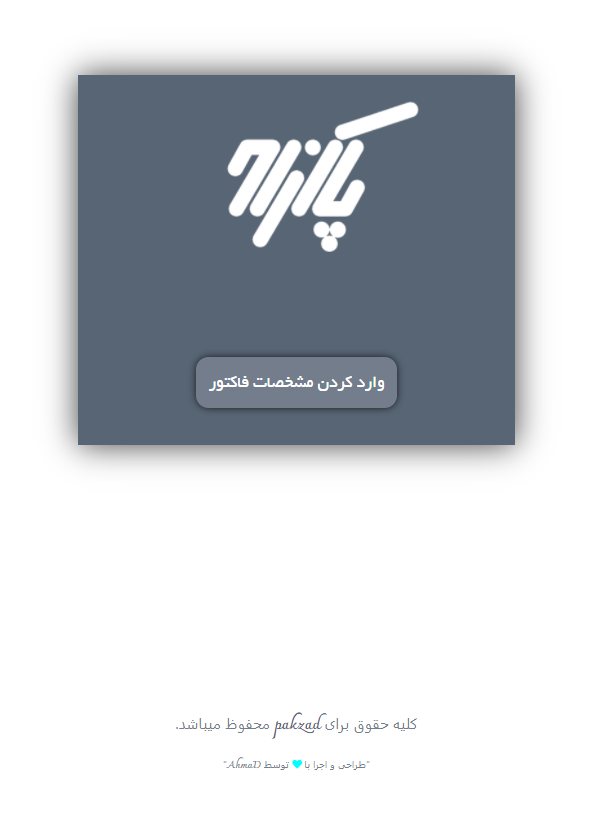 پاکزاد
وارد کردن مشخصات فاکتور
کلیه حقوق برای pakzad محفوظ میباشد.
"طراحی و اجرا با توسط AhmaD"